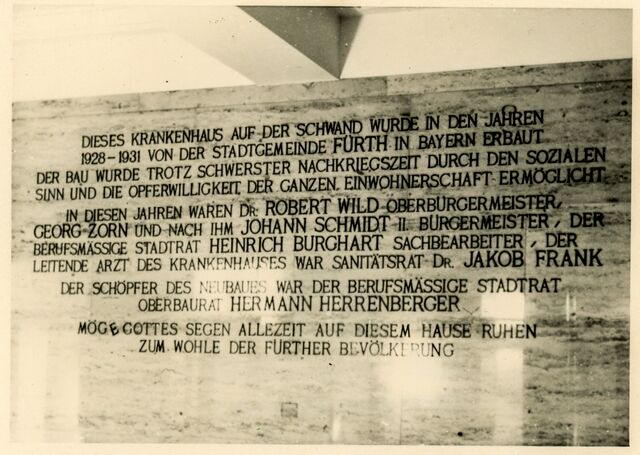 DIESES KRANKENHAUS AUF DER SCHWAND WURDE IN DEN JAHREN
1928-1931 VON DER STADTGEMEINDE FÜRTH IN BAYERN ERBAUT
DER BAU WURDE TROTZ SCHWERSTER NACHKRIEGSZEIT DURCH DEN SOZIALEN
SINN UND DIE OPFERWILLIGKEIT DER GANZEN EINWOHNERSCHAFT ERMÖGLICHT.
IN DIESEN JAHREN WAREN DR. ROBERT WILD OBERBÜRGERMEISTER,
GEORG ZORN UND NACH IHM JOHANN SCHMIDT II. BÜRGERMEISTER, DER
BERUFSMÄSSIGE STADTRAT HEINRICH BURGHART SACHBEARBEITER, DER
LEITENDE ARZT DES KRANKENHAUSES WAR SANITÄTSRAT DR. JAKOB FRANK
DER SCHÖPFER DES NEUBAUES WAR DER BERUFSMÄSSIGE STADTRAT
OBERBAURAT HERMANN HERRENBERGER
MÖGE GOTTES SEGEN ALLEZEIT AUF DIESEM HAUSE RUHEN
ZUM WOHLE DER FÜRTHER BEVÖLKERUNG